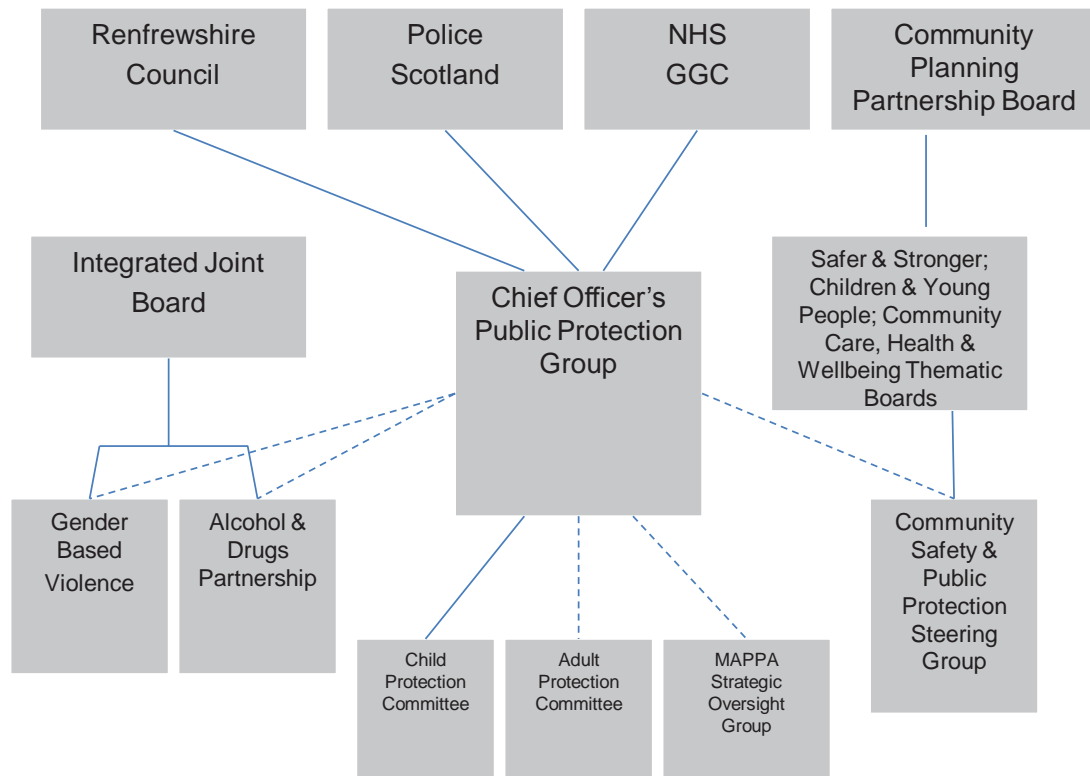 Renfrewshire
Council
Police
Scotland
NHS
GGC
Community
Planning
Partnership Board
Integrated Joint
Board
Chief Officer’s
Public Protection
Group
Safer & Stronger;
Children & Young
People; Community
Care, Health &
Wellbeing Thematic
Boards
Gender
Based
Violence
Alcohol &
Drugs
Partnership
Community
Safety &
Public
Protection
Steering
Group
Child
Protection
Committee
Adult
Protection
Committee
MAPPA
Strategic
Oversight
Group